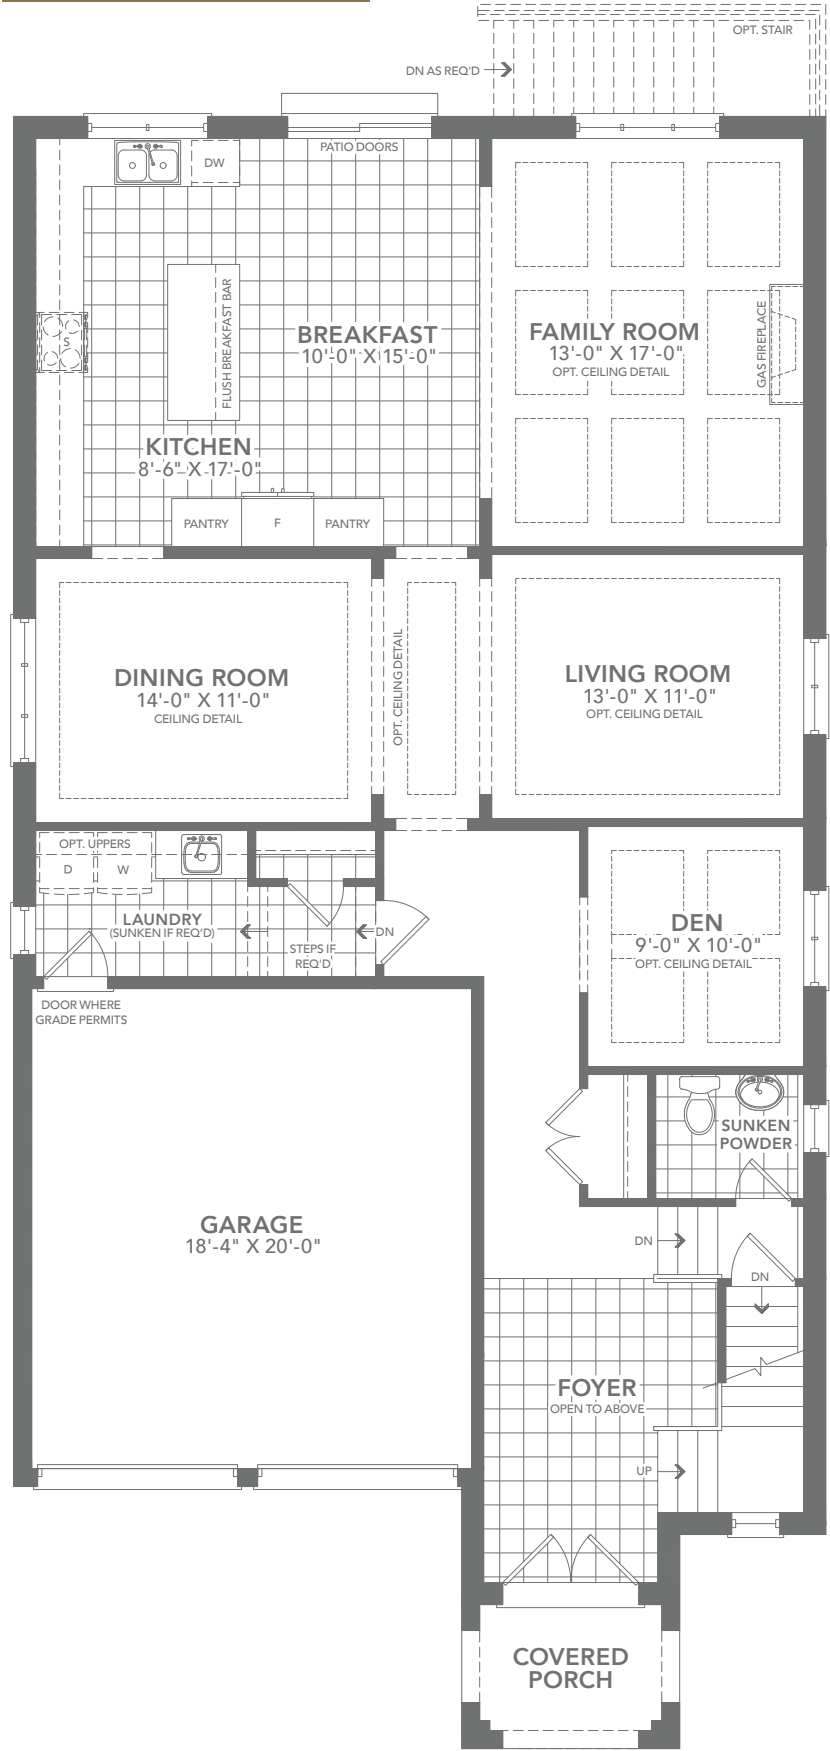 OPT. STAIR
DN AS REQ'D
PATIO DOORS
DW
FLUSH BREAKFAST BAR
BREAKFAST
10'-0" X 15'-0"
FAMILY ROOM
13'-0" X 17'-0"
OPT. CEILING DETAIL
GAS FIREPLACE
S
KITCHEN
8'-6" X 17'-0"
PANTRY
F
PANTRY
DINING ROOM
14'-0" X 11'-0"
CEILING DETAIL
OPT. CEILING DETAIL
LIVING ROOM
13'-0" X 11'-0"
OPT. CEILING DETAIL
OPT. UPPERS
D
W
LAUNDRY
(SUNKEN IF REQ'D)
STEPS IF
REQ'D
DN
DEN
9'-0" X 10'-0"
OPT. CEILING DETAIL
DOOR WHERE
GRADE PERMITS
SUNKEN
POWDER
GARAGE
18'-4" X 20'-0"
DN
DN
FOYER
OPEN TO ABOVE
UP
COVERED
PORCH